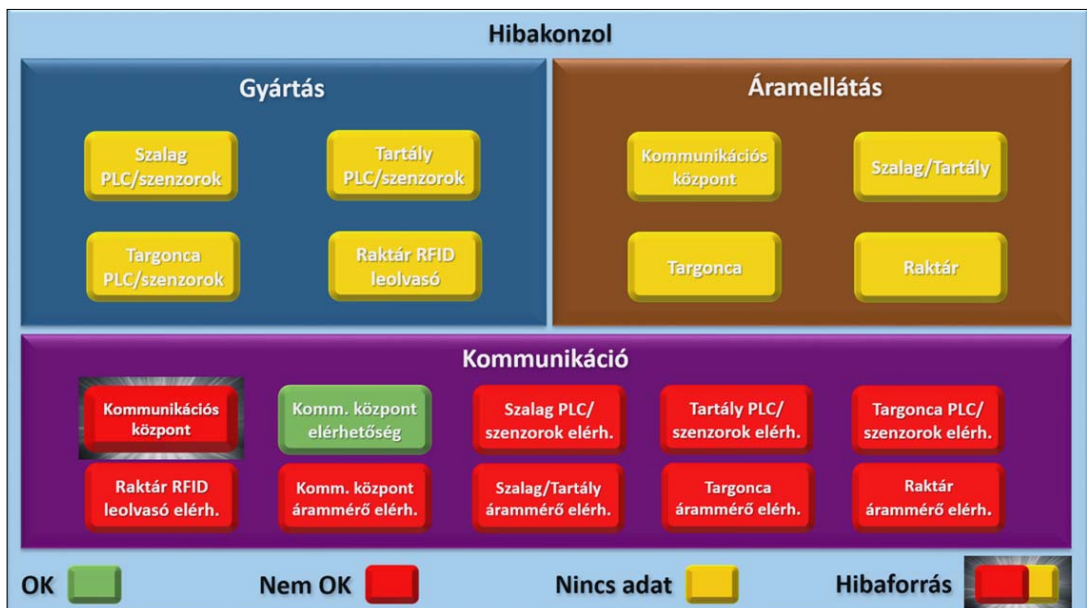 Hibakonzol
Gyártás
Szalag
PLC/szenzorok
Tartály
PLC/szenzorok
Targonca
PLC/szenzorok
Raktár RFID
leolvasó
Áramellátás
Kommunikációs
központ
Szalag/Tartály
Targonca
Raktár
Kommunikáció
Kommunikációs
központ
Komm. központ
elérhetőség
Szalag PLC/
szenzorok elérh.
Tartály PLC/
szenzorok elérh.
Targonca PLC/
szenzorok elérh.
Raktár RFID
leolvasó elérh.
Komm. központ
árammérő elérh.
Szalag/Tartály
árammérő elérh.
Targonca
árammérő elérh.
Raktár
árammérő elérh.
OK
Nem OK
Nincs adat
Hibaforrás